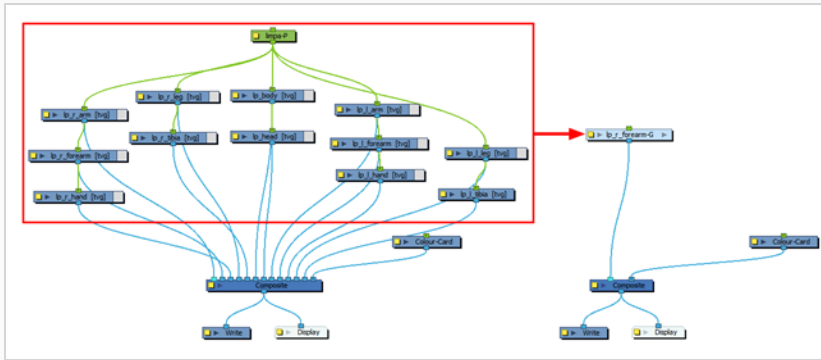 limpa-P
lp_r_leg [tvg]
lp_body [tvg]
lp_r_arm [tvg]
lp_l_arm [tvg]
lp_r_tibia [tvg]
lp_head [tvg]
lp_l_forearm [tvg]
lp_r_forearm-G
lp_r_forearm [tvg]
lp_l_leg [tvg]
lp_l_hand [tvg]
lp_r_hand [tvg]
lp_l_tibia [tvg]
Colour-Card
Colour-Card
Composite
Composite
Write
Display
Write
Display